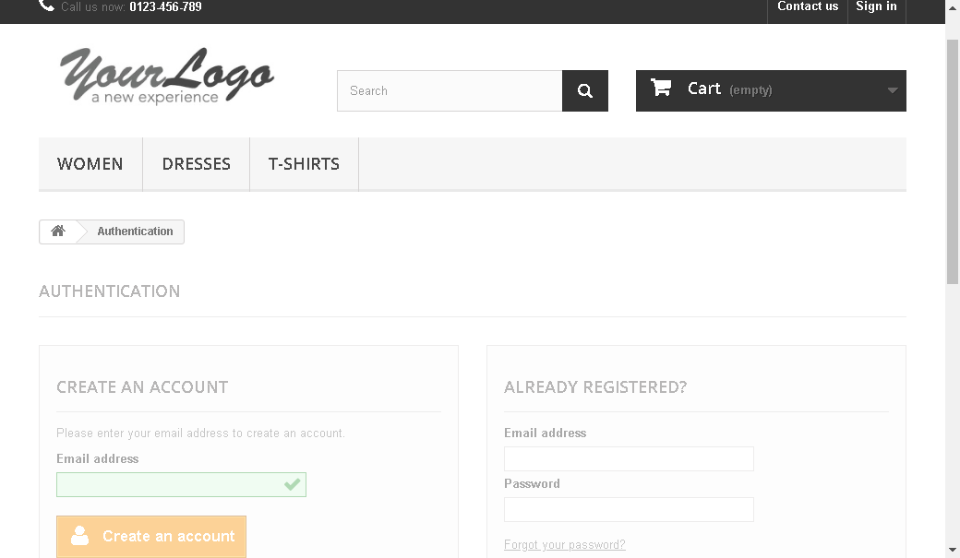 Call us now: 0123-456-789
Contact us
Sign in
YourLogo
a new experience
Search
Cart (empty)
WOMEN
DRESSES
T-SHIRTS
Authentication
AUTHENTICATION
CREATE AN ACCOUNT
Please enter your email address to create an account.
Email address
Create an account
ALREADY REGISTERED?
Email address
Password
Forgot your password?